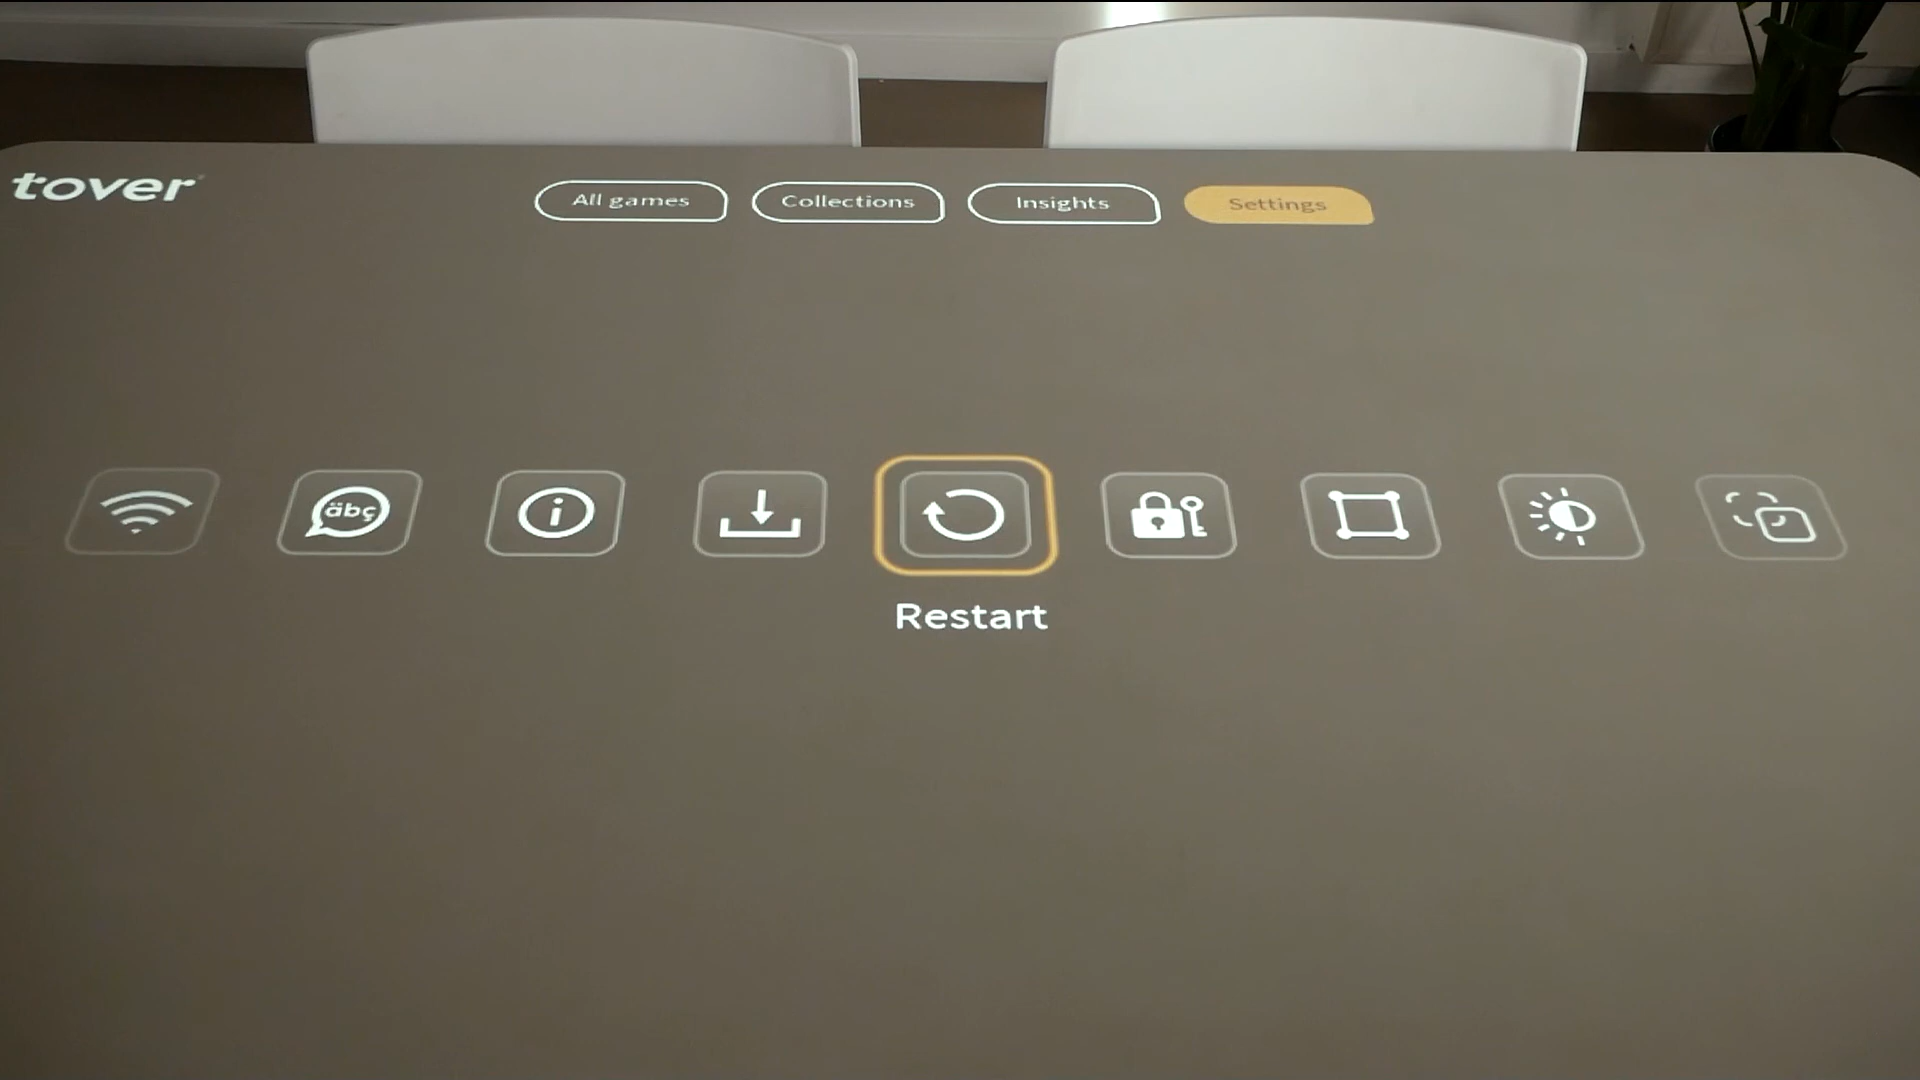 tover
All games
Collections
Insights
Settings
äbç
Restart